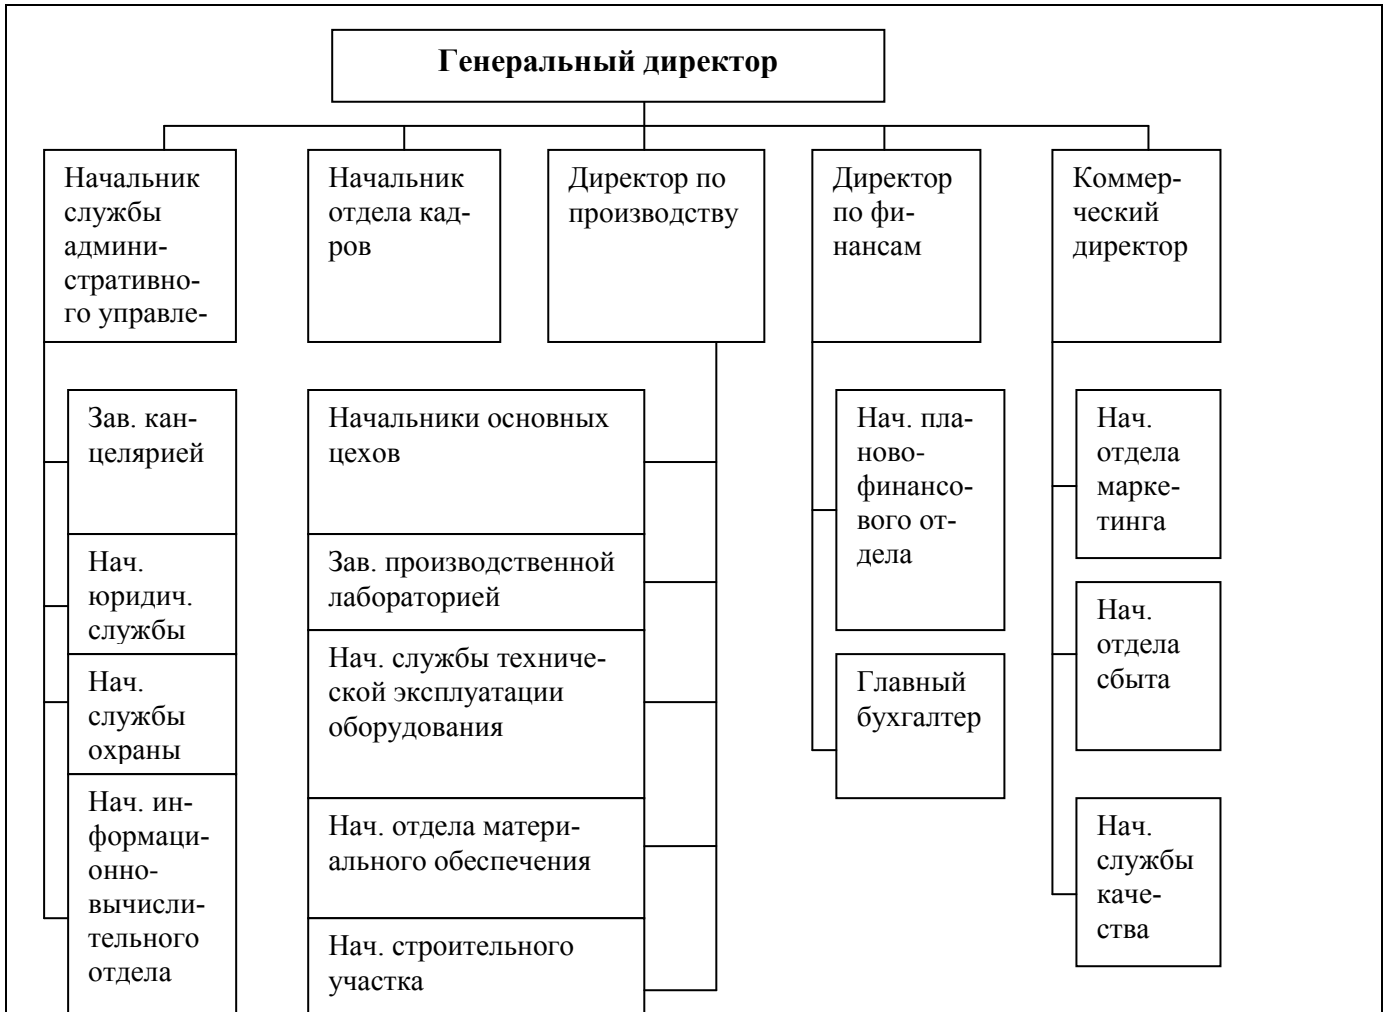 Генеральный директор
Начальник
службы
админи-
стративно-
го управле-
Начальник
отдела кад-
ров
Директор по
производству
Директор
по фи-
нансам
Коммер-
ческий
директор
Зав. кан-
целярией
Нач.
юридич.
службы
Нач.
службы
охраны
Нач. ин-
формаци-
онно-
вычисли-
тельного
отдела
Начальники основных
цехов
Зав. производственной
лабораторией
Нач. службы техниче-
ской эксплуатации
оборудования
Нач. отдела матери-
ального обеспечения
Нач. строительного
участка
Нач. пла-
ново-
финансо-
вого от-
дела
Главный
бухгалтер
Нач.
отдела
марке-
тинга
Нач.
отдела
сбыта
Нач.
службы
каче-
ства